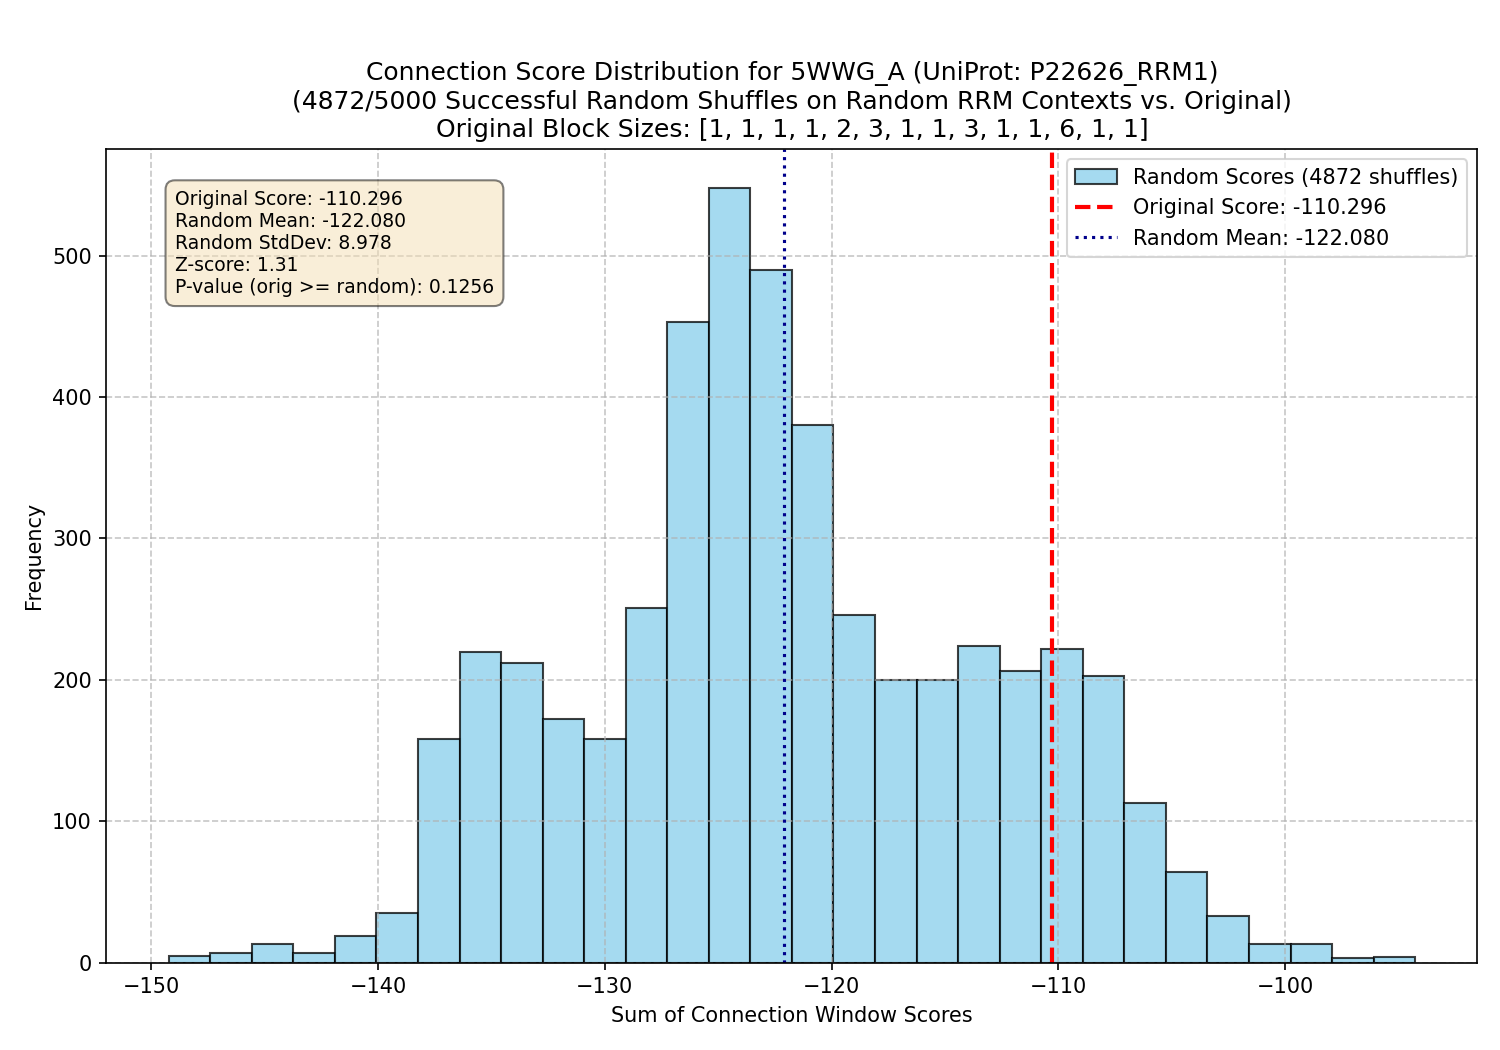 Connection Score Distribution for 5WWG_A (UniProt: P22626_RRM1)
(4872/5000 Successful Random Shuffles on Random RRM Contexts vs. Original)
Original Block Sizes: [1, 1, 1, 1, 2, 3, 1, 1, 3, 1, 1, 6, 1, 1]
Original Score: -110.296
Random Mean: -122.080
Random StdDev: 8.978
Z-score: 1.31
P-value (orig >= random): 0.1256
Random Scores (4872 shuffles)
Original Score: -110.296
Random Mean: -122.080
Frequency
500
400
300
200
100
0
−150
−140
−130
−120
−110
−100
Sum of Connection Window Scores